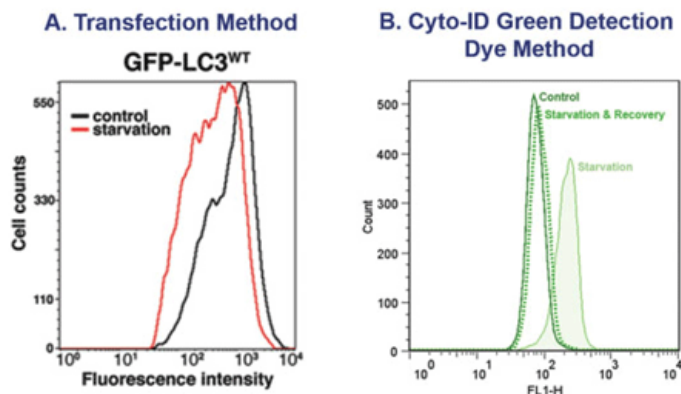 A. Transfection Method
GFP-LC3WT
control
starvation
Cell counts
550
330
110
10⁰ 10¹ 10² 10³ 10⁴
Fluorescence intensity
B. Cyto-ID Green Detection
Dye Method
Control
Starvation & Recovery
Starvation
Count
500
400
300
200
100
0
10⁰ 10¹ 10² 10³ 10⁴
FL1-H